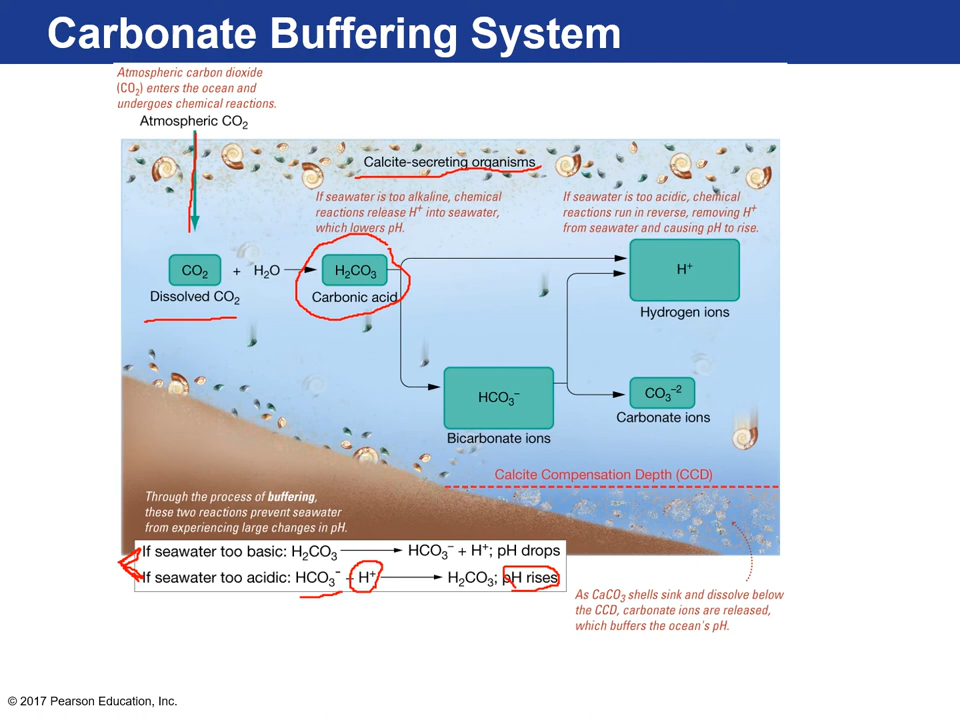 Carbonate Buffering System
Atmospheric carbon dioxide
(CO₂) enters the ocean and
undergoes chemical reactions.
Atmospheric CO₂
Calcite-secreting organisms
If seawater is too alkaline, chemical
reactions release H⁺ into seawater,
which lowers pH.
If seawater is too acidic, chemical
reactions run in reverse, removing H⁺
from seawater and causing pH to rise.
CO₂ + H₂O → H₂CO₃
Dissolved CO₂
Carbonic acid
H⁺
Hydrogen ions
HCO₃⁻
Bicarbonate ions
CO₃⁻²
Carbonate ions
Calcite Compensation Depth (CCD)
Through the process of buffering,
these two reactions prevent seawater
from experiencing large changes in pH.
If seawater too basic: H₂CO₃ → HCO₃⁻ + H⁺; pH drops
If seawater too acidic: HCO₃⁻ + H⁺ → H₂CO₃; pH rises
As CaCO₃ shells sink and dissolve below
the CCD, carbonate ions are released,
which buffers the ocean's pH.
© 2017 Pearson Education, Inc.